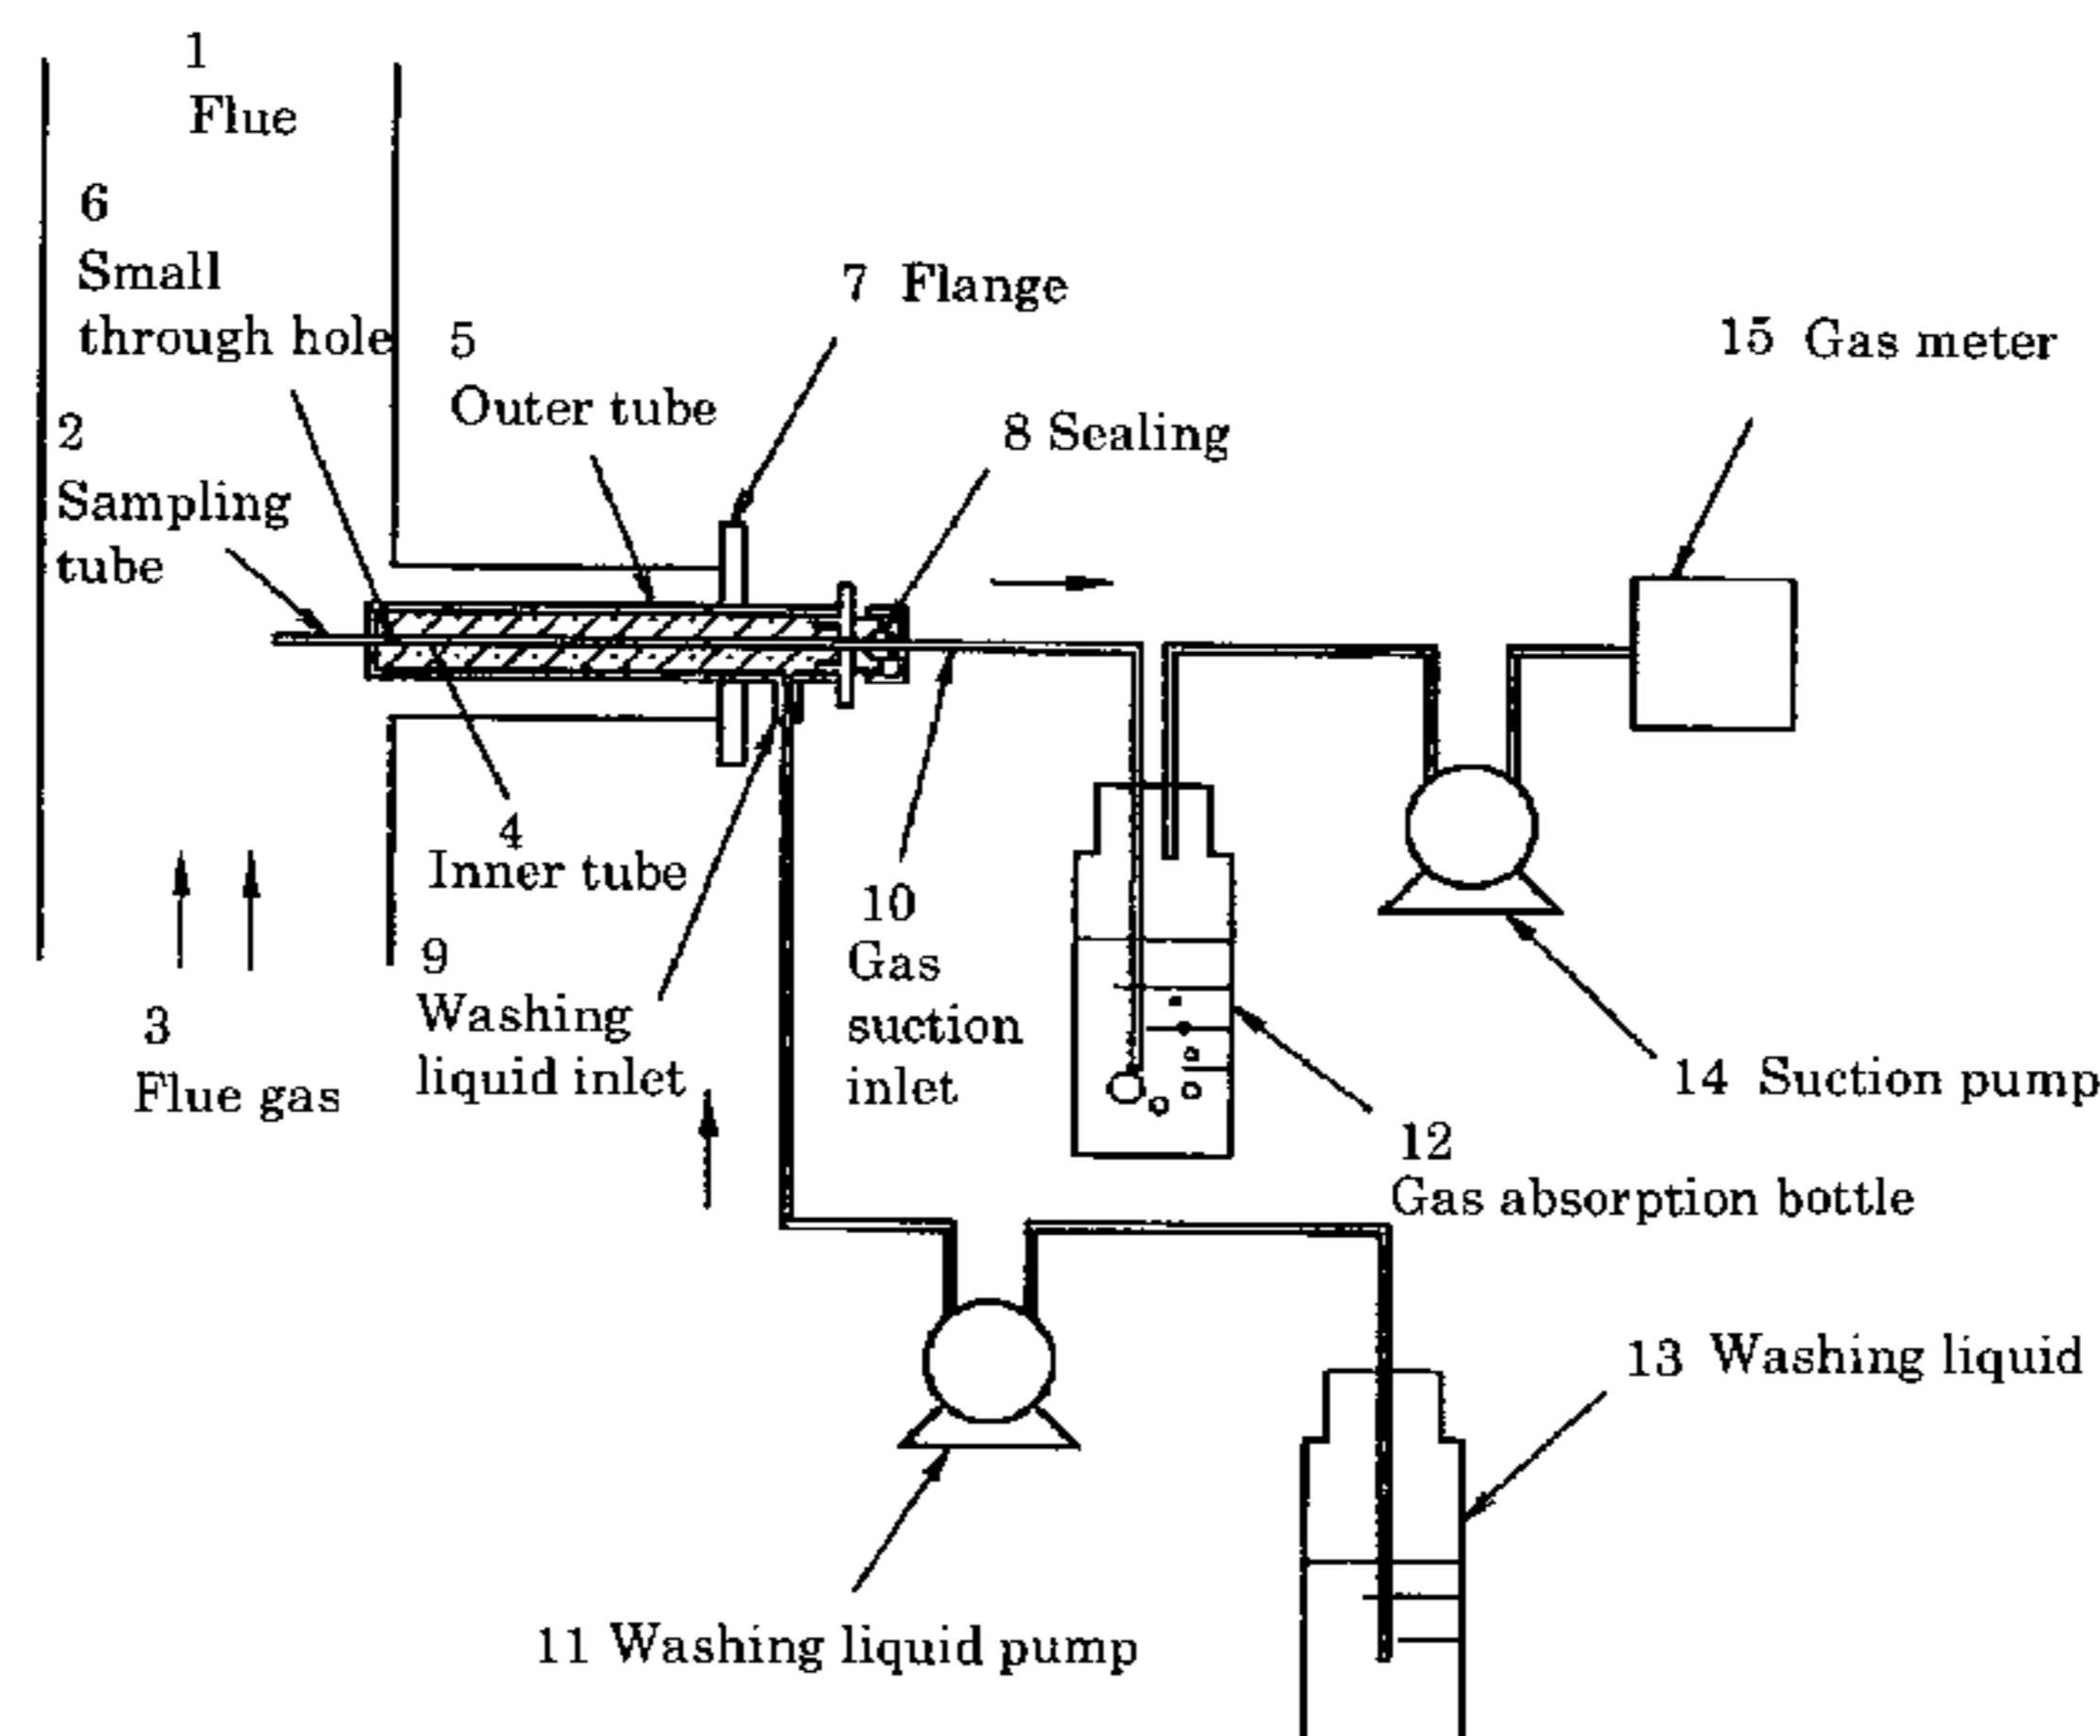 1
Flue
6
Small
through hole
2
Sampling
tube
5
Outer tube
7 Flange
8 Sealing
15 Gas meter
4
Inner tube
3
Flue gas
9
Washing
liquid inlet
10
Gas
suction
inlet
14 Suction pump
12
Gas absorption bottle
13 Washing liquid
11 Washing liquid pump